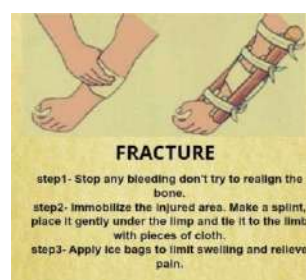 FRACTURE
step1- Stop any bleeding don't try to realign the
bone.
step2- Immobilize the injured area. Make a splint,
place it gently under the limp and tie it to the limb
with pieces of cloth.
step3- Apply ice bags to limit swelling and relieve
pain.